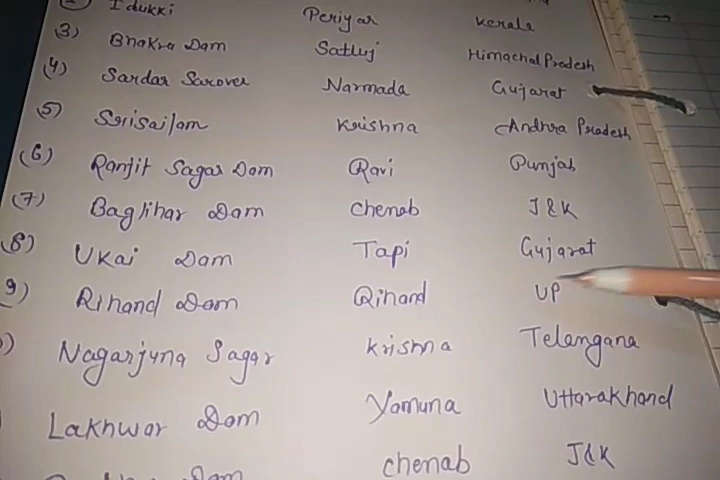 (2) Idukki Periyar Kerala
(3) Bhakra Dam Satluj Himachal Pradesh
(4) Sardar Sarover Narmada Gujarat
(5) Srisailam Krishna Andhra Pradesh
(6) Ranjit Sagar Dam Ravi Punjab
(7) Baglihar Dam Chenab J&K
(8) Ukai Dam Tapi Gujarat
9) Rihand Dam Rihand UP
) Nagarjuna Sagar Krishna Telengana
Lakhwar Dam Yamuna Uttarakhand
Dam Chenab J&K